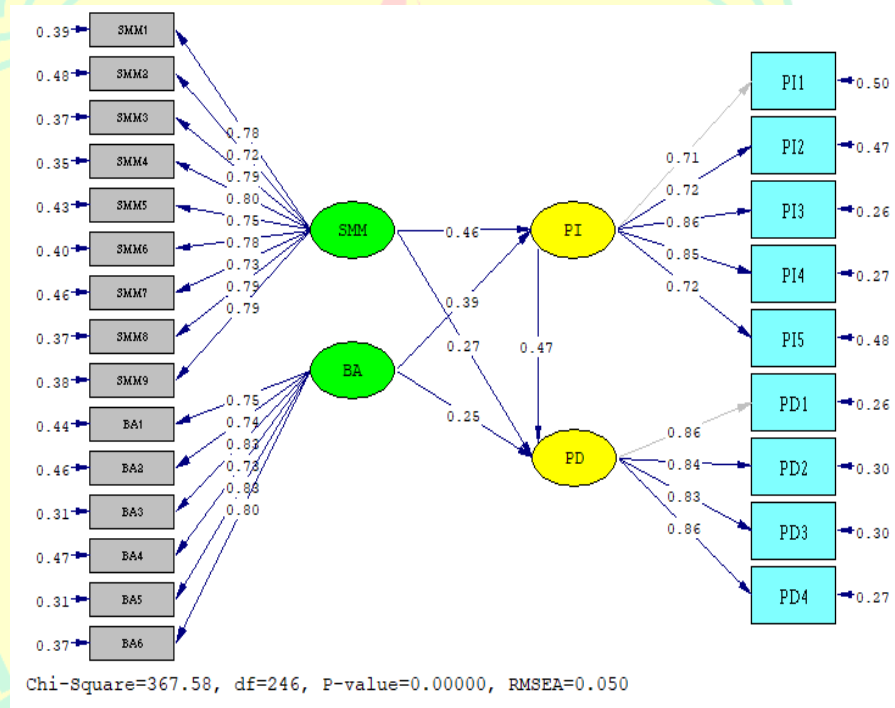 0.39 SMM1
0.48 SMM2
0.37 SMM3
0.35 SMM4
0.43 SMM5
0.40 SMM6
0.46 SMM7
0.37 SMM8
0.38 SMM9
0.44 BA1
0.46 BA2
0.31 BA3
0.47 BA4
0.31 BA5
0.37 BA6
0.78
0.72
0.79
0.80
0.75
0.78
0.73
0.79
0.79
0.75
0.74
0.83
0.73
0.83
0.80
SMM
BA
0.46
0.39
0.27
0.47
0.25
PI
PD
0.71
0.72
0.86
0.85
0.72
0.86
0.84
0.83
0.86
PI1 0.50
PI2 0.47
PI3 0.26
PI4 0.27
PI5 0.48
PD1 0.26
PD2 0.30
PD3 0.30
PD4 0.27
Chi-Square=367.58, df=246, P-value=0.00000, RMSEA=0.050